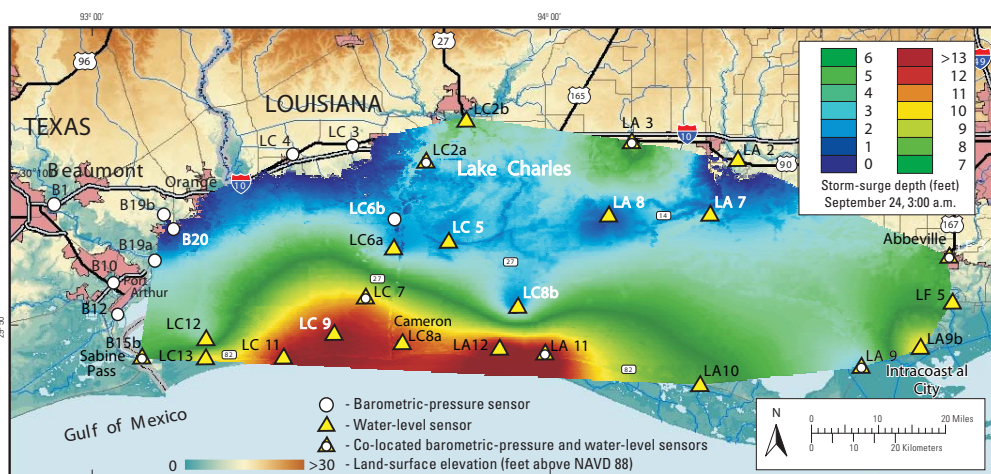 93° 00'
94° 00'
96
27
165
49
LOUISIANA
TEXAS
LC2b
LA 3
10
LA 2
90
LC 4
LC 3
LC2a
Lake Charles
Beaumont
30° 10'
B1
Orange
10
B19b
B20
LC6b
LC 5
LA 8
14
LA 7
LC6a
B19a
B10
Port
Arthur
B12
27
27
LC 7
LC8b
167
Abbeville
LF 5
29° 50'
LC12
LC 9
Cameron
LC8a
LA12
LA 11
LA9b
B15b
Sabine
Pass
LC13
82
LC 11
82
LA10
LA 9
Intracoastal
City
Gulf of Mexico
6 >13
5 12
4 11
3 10
2 9
1 8
0 7
Storm-surge depth (feet)
September 24, 3:00 a.m.
- Barometric-pressure sensor
- Water-level sensor
- Co-located barometric-pressure and water-level sensors
0 >30 - Land-surface elevation (feet above NAVD 88)
N
0 10 20 Miles
0 10 20 Kilometers